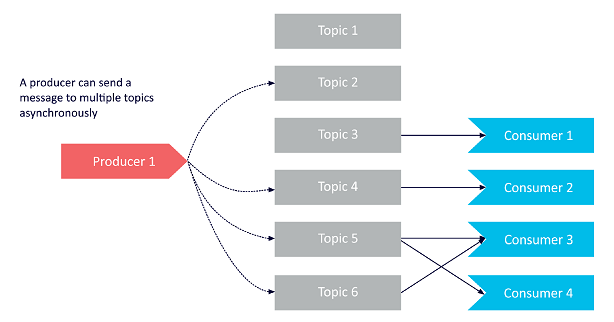 Topic 1
A producer can send a
message to multiple topics
asynchronously
Topic 2
Topic 3
Consumer 1
Producer 1
Topic 4
Consumer 2
Topic 5
Consumer 3
Topic 6
Consumer 4